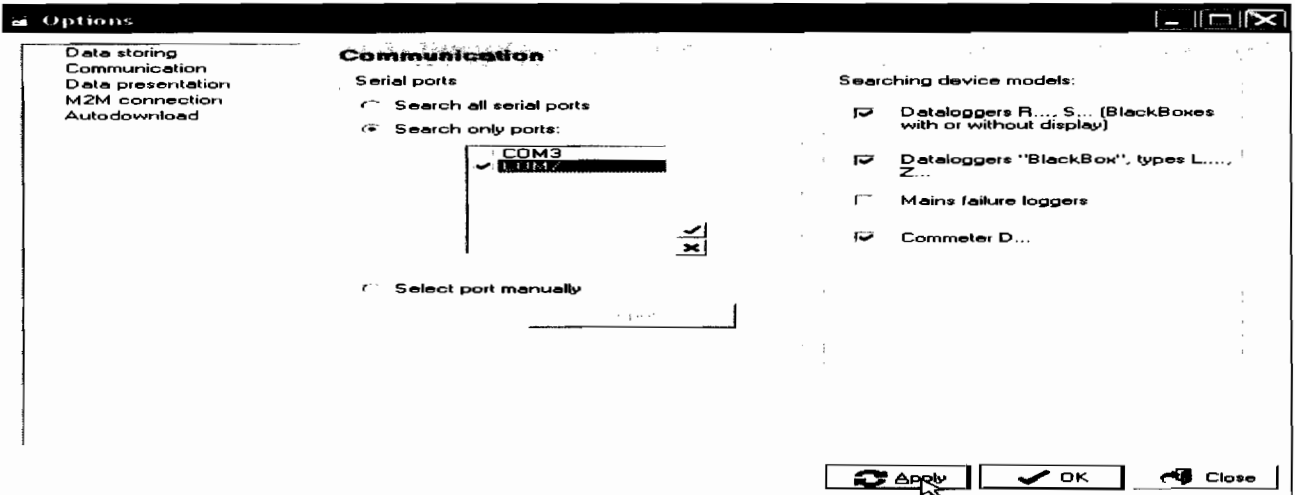 Options
Data storing
Communication
Data presentation
M2M connection
Autodownload
Communication
Serial ports
Search all serial ports
Search only ports:
COM3
COM7
Select port manually
Searching device models:
Dataloggers R..., S... (BlackBoxes
with or without display)
Dataloggers "BlackBox", types L....,
Z...
Mains failure loggers
Commeter D...
Apply
OK
Close